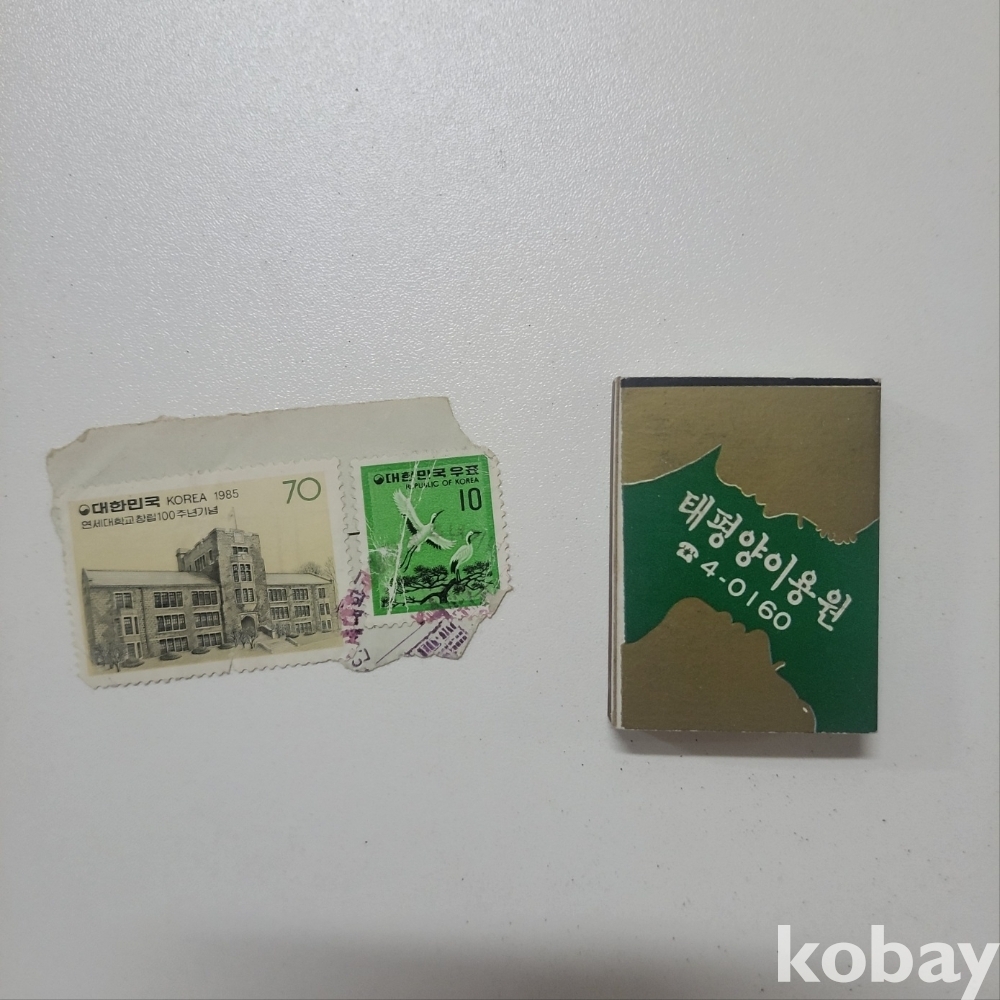 대한민국 KOREA 1985 70
연세대학교창립100주년기념
대한민국우표
REPUBLIC OF KOREA
10
태평양이용원
☎4-0160
kobay